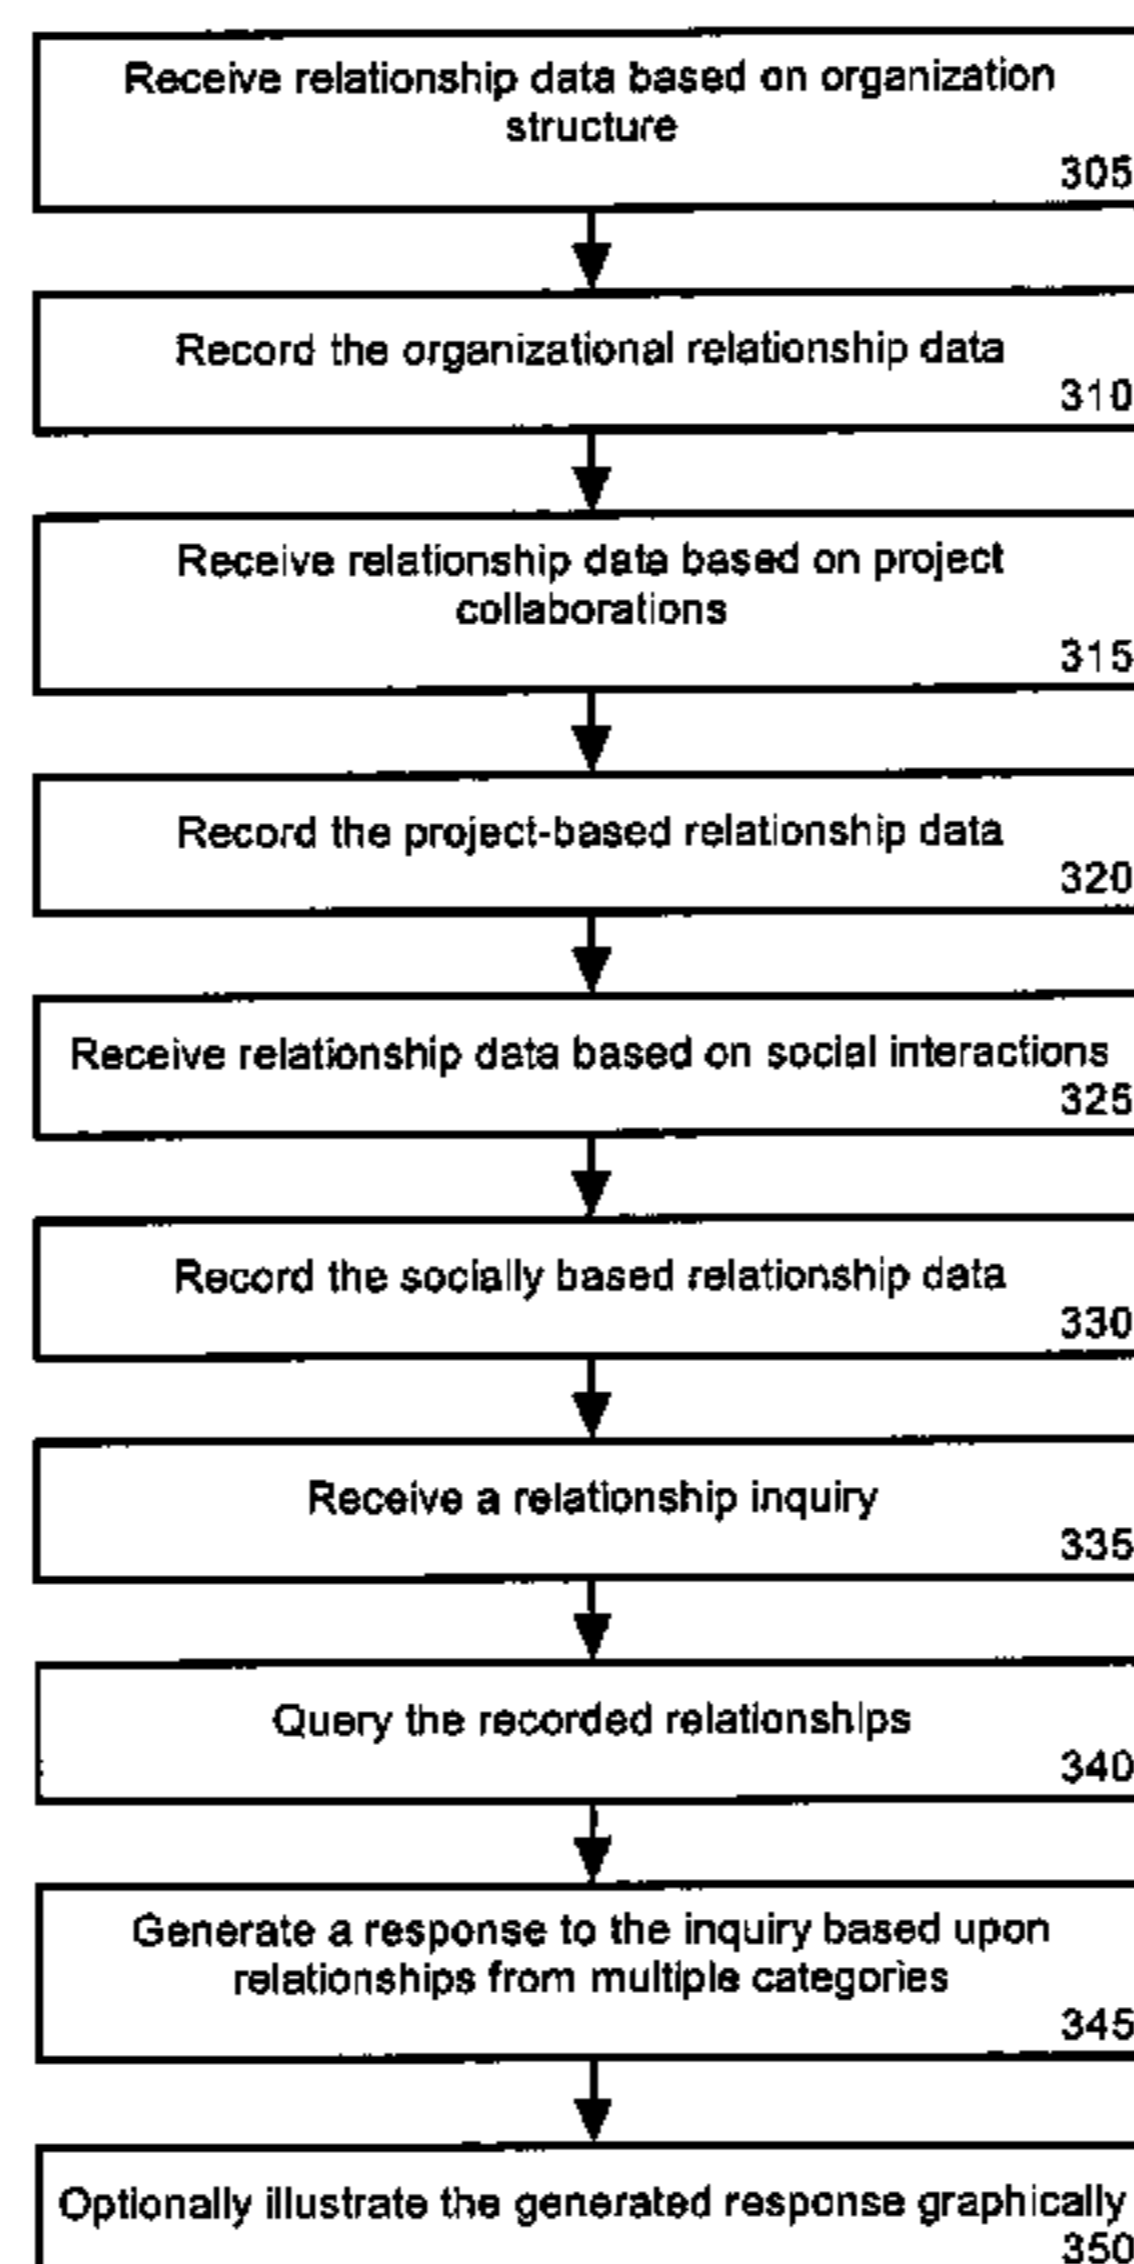 Receive relationship data based on organization
structure
305
Record the organizational relationship data
310
Receive relationship data based on project
collaborations
315
Record the project-based relationship data
320
Receive relationship data based on social interactions
325
Record the socially based relationship data
330
Receive a relationship inquiry
335
Query the recorded relationships
340
Generate a response to the inquiry based upon
relationships from multiple categories
345
Optionally illustrate the generated response graphically
350